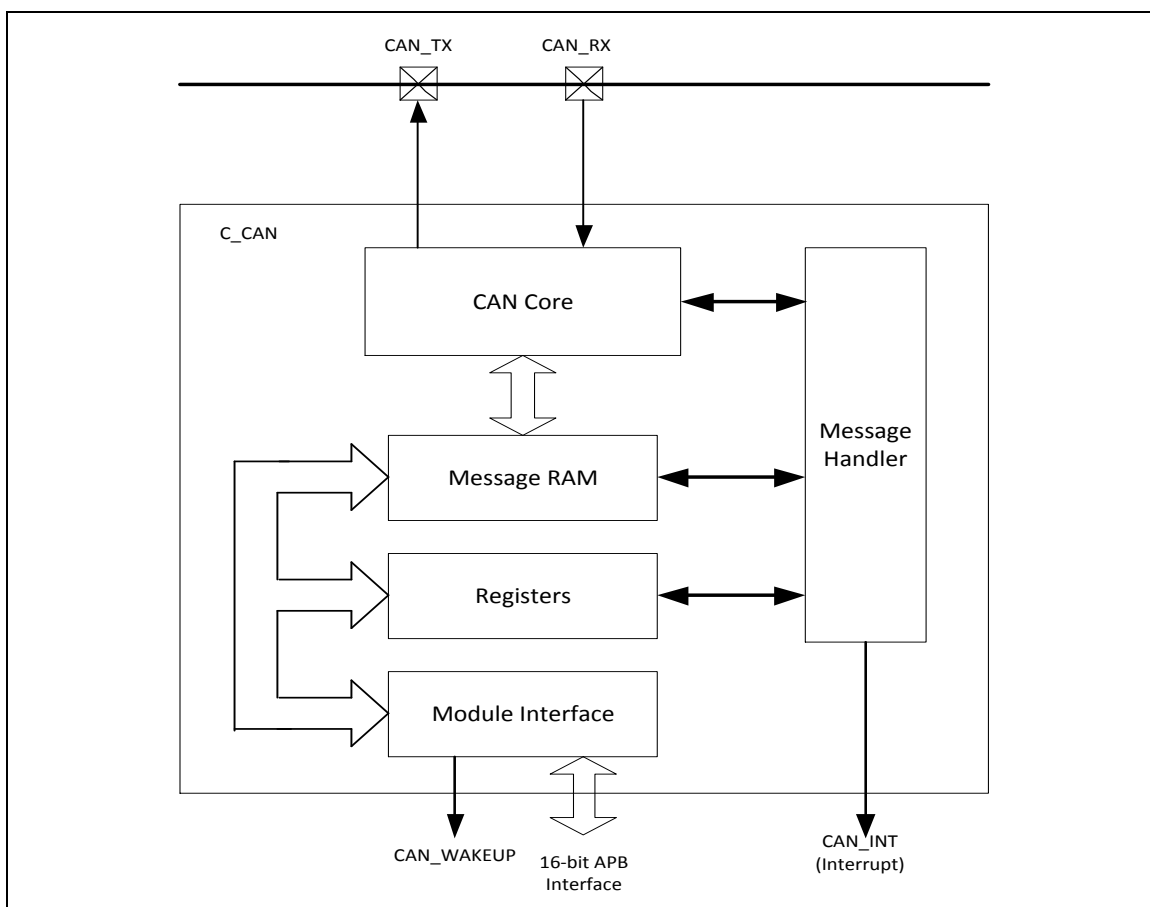 CAN_TX
CAN_RX
C_CAN
CAN Core
Message
Handler
Message RAM
Registers
Module Interface
CAN_WAKEUP
16-bit APB
Interface
CAN_INT
(Interrupt)